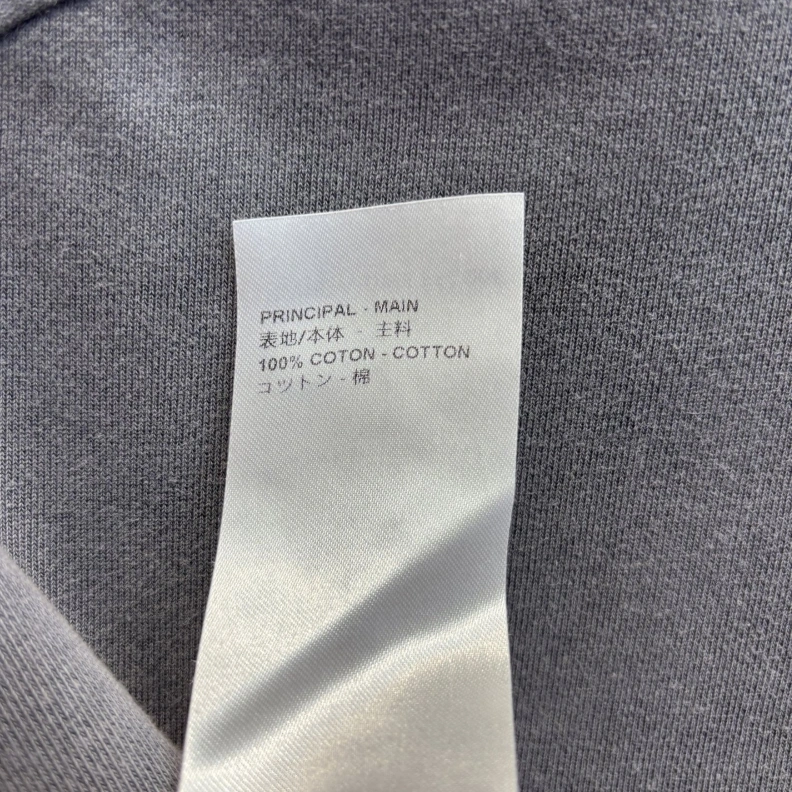 PRINCIPAL - MAIN
表地/本体 - 主料
100% COTON - COTTON
コットン - 棉